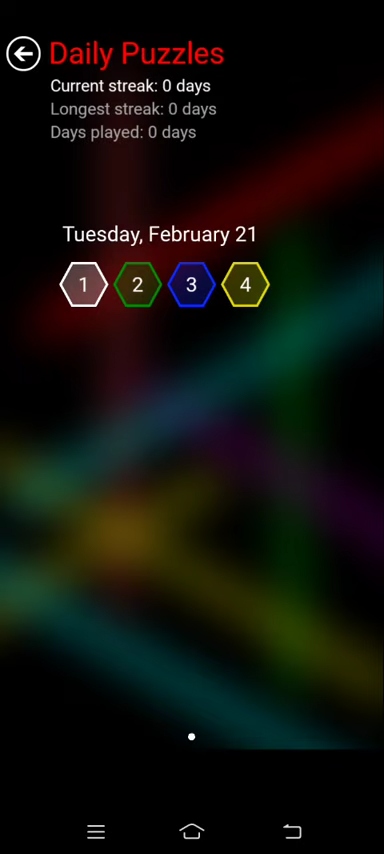 Daily Puzzles
Current streak: 0 days
Longest streak: 0 days
Days played: 0 days
Tuesday, February 21
1 2 3 4